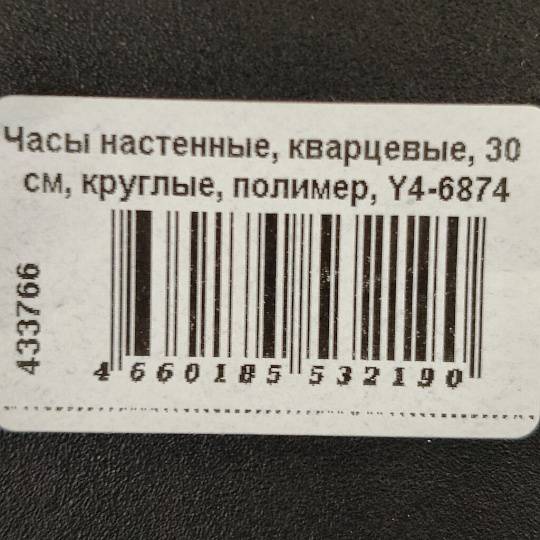 Часы настенные, кварцевые, 30
см, круглые, полимер, Y4-6874
433766
4 660185 532190